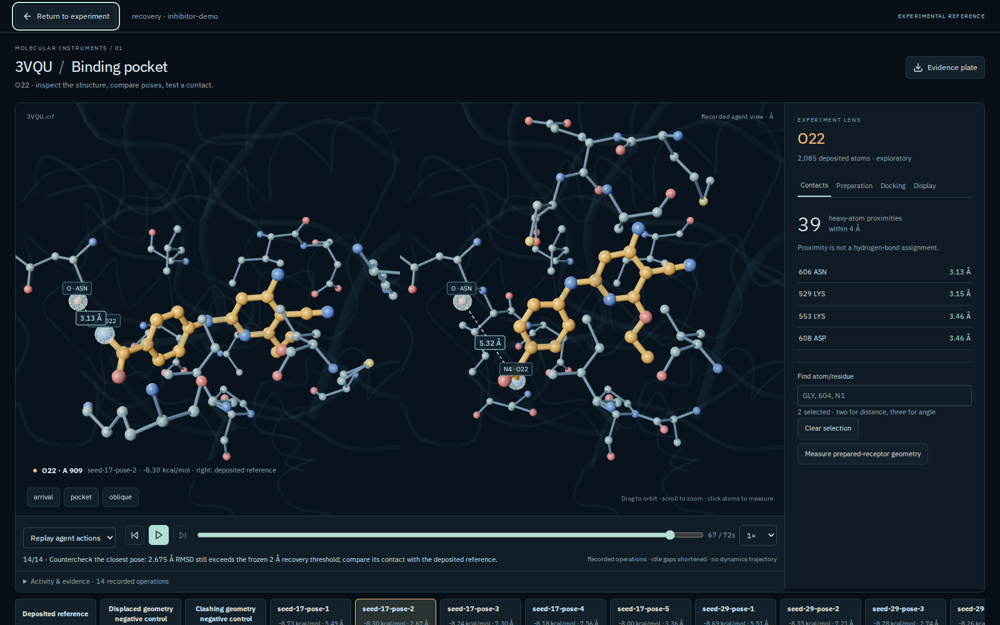 Return to experiment
recovery · inhibitor-demo
EXPERIMENTAL REFERENCE
MOLECULAR INSTRUMENTS / 01
3VQU / Binding pocket
O22 · inspect the structure, compare poses, test a contact.
Evidence plate
3VQU.cif
Recorded agent view · Å
O · ASN
3.13 Å
O22
O · ASN
5.32 Å
N4 · O22
O22 · A 909 seed-17-pose-2 · -8.30 kcal/mol · right: deposited reference
arrival
pocket
oblique
Drag to orbit · scroll to zoom · click atoms to measure
EXPERIMENT LENS
O22
2,085 deposited atoms · exploratory
Contacts
Preparation
Docking
Display
39
heavy-atom proximities
within 4 Å
Proximity is not a hydrogen-bond assignment.
606 ASN 3.13 Å
529 LYS 3.15 Å
553 LYS 3.46 Å
608 ASP 3.46 Å
Find atom/residue
GLY, 604, N1
2 selected · two for distance, three for angle
Clear selection
Measure prepared-receptor geometry
Replay agent actions
67 / 72s
1×
14/14 · Countercheck the closest pose: 2.675 Å RMSD still exceeds the frozen 2 Å recovery threshold; compare its contact with the deposited reference.
Recorded operations · idle gaps shortened · no dynamics trajectory
Activity & evidence · 14 recorded operations
Deposited reference
Displaced geometry
negative control
Clashing geometry
negative control
seed-17-pose-1
-8.73 kcal/mol · 5.49 Å
seed-17-pose-2
-8.30 kcal/mol · 2.67 Å
seed-17-pose-3
-8.24 kcal/mol · 7.30 Å
seed-17-pose-4
-8.18 kcal/mol · 7.56 Å
seed-17-pose-5
-8.00 kcal/mol · 3.36 Å
seed-29-pose-1
-8.69 kcal/mol · 5.51 Å
seed-29-pose-2
-8.35 kcal/mol · 7.21 Å
seed-29-pose-3
-8.28 kcal/mol · 2.74 Å
seed-29-
-8.26 kca